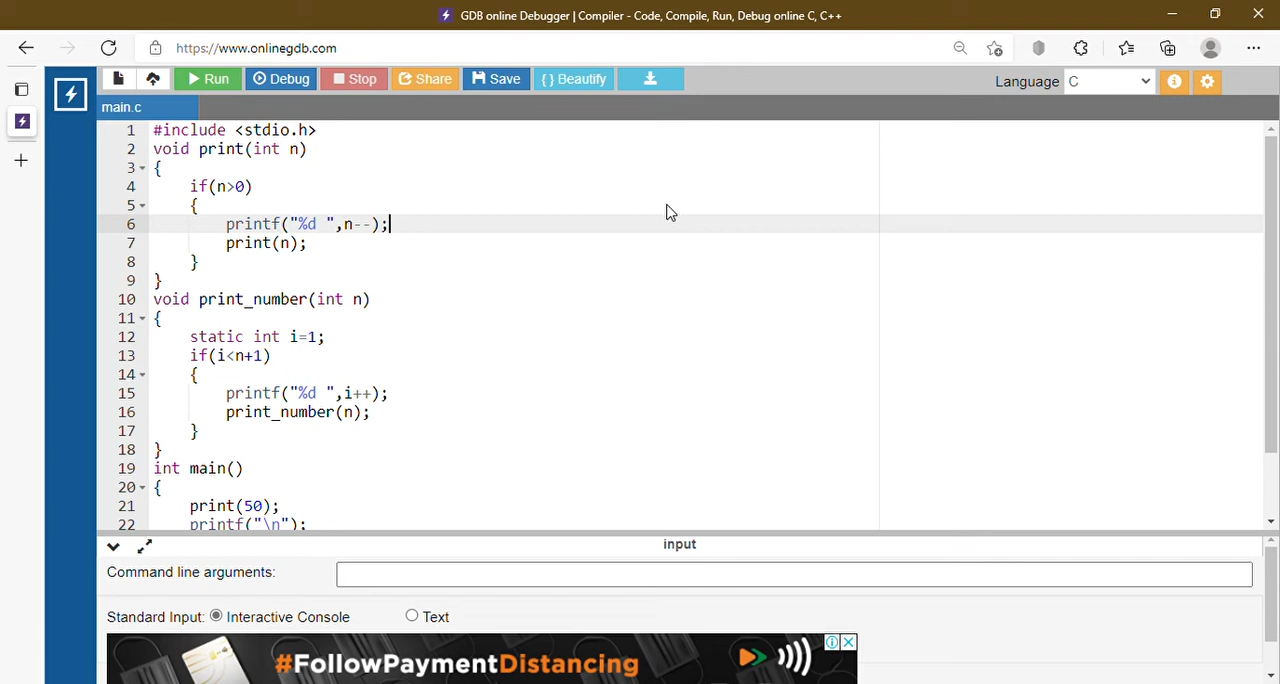 GDB online Debugger | Compiler - Code, Compile, Run, Debug online C, C++
https://www.onlinegdb.com
Run Debug Stop Share Save { } Beautify Language C
main.c
1 #include <stdio.h>
2 void print(int n)
3 {
4 if(n>0)
5 {
6 printf("%d ",n--);
7 print(n);
8 }
9 }
10 void print_number(int n)
11 {
12 static int i=1;
13 if(i<n+1)
14 {
15 printf("%d ",i++);
16 print_number(n);
17 }
18 }
19 int main()
20 {
21 print(50);
22 printf("\n");
input
Command line arguments:
Standard Input: Interactive Console Text
#FollowPaymentDistancing